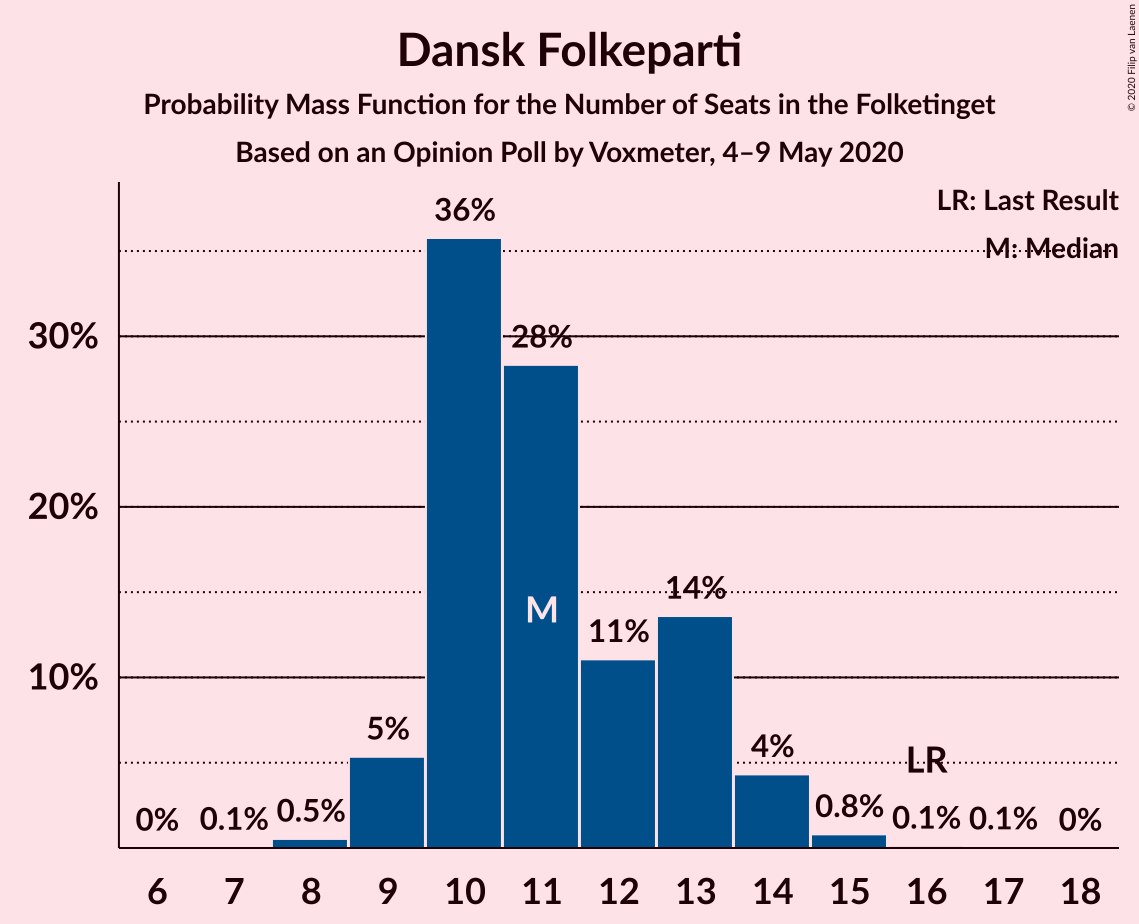 Dansk Folkeparti
Probability Mass Function for the Number of Seats in the Folketinget
Based on an Opinion Poll by Voxmeter, 4–9 May 2020
© 2020 Filip van Laenen
LR: Last Result
M: Median
36%
30%
28%
20%
14%
M
11%
10%
5%
4%
LR
0%
0.1%
0.5%
0.8%
0.1%
0.1%
0%
6 7 8 9 10 11 12 13 14 15 16 17 18